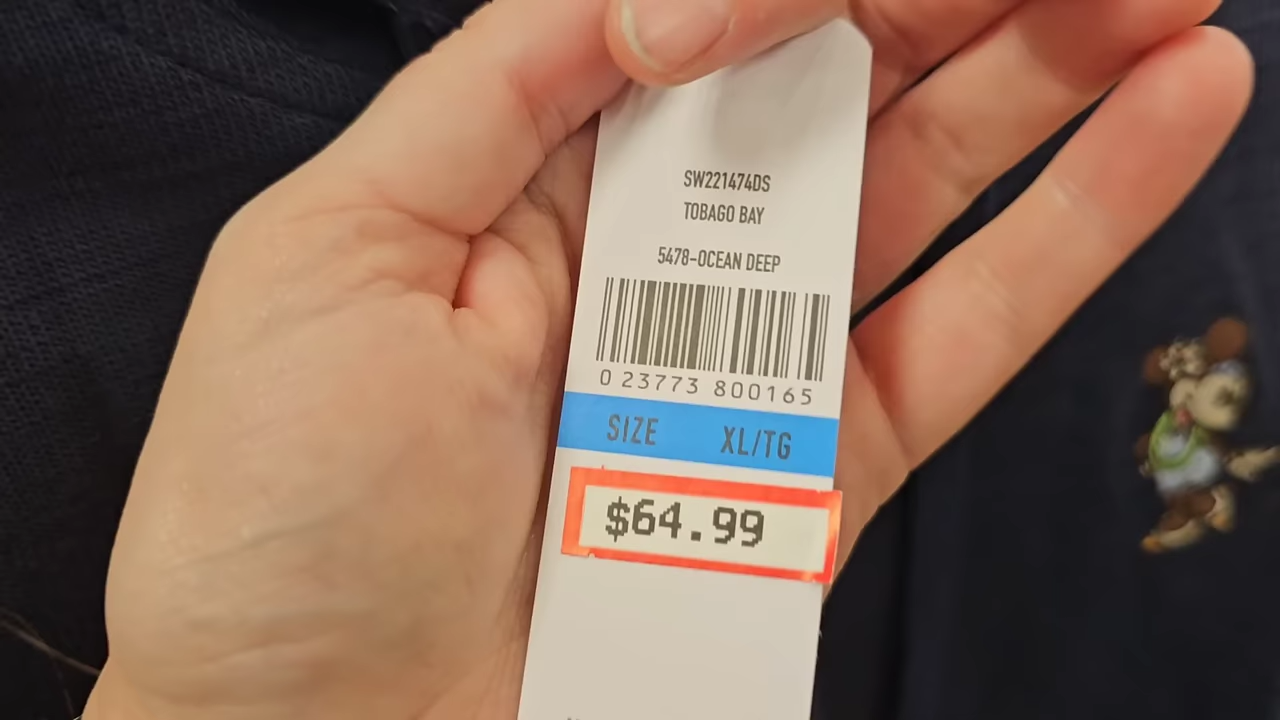 SW221474DS
TOBAGO BAY
5478-OCEAN DEEP
0 23773 800165
SIZE XL/TG
$64.99